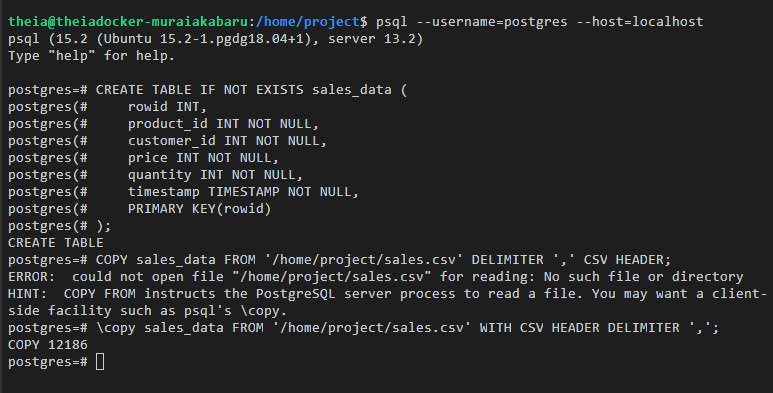 theia@theiadocker-muraiakabaru:/home/project$ psql --username=postgres --host=localhost
psql (15.2 (Ubuntu 15.2-1.pgdg18.04+1), server 13.2)
Type "help" for help.

postgres=# CREATE TABLE IF NOT EXISTS sales_data (
postgres(#     rowid INT,
postgres(#     product_id INT NOT NULL,
postgres(#     customer_id INT NOT NULL,
postgres(#     price INT NOT NULL,
postgres(#     quantity INT NOT NULL,
postgres(#     timestamp TIMESTAMP NOT NULL,
postgres(#     PRIMARY KEY(rowid)
postgres(# );
CREATE TABLE
postgres=# COPY sales_data FROM '/home/project/sales.csv' DELIMITER ',' CSV HEADER;
ERROR:  could not open file "/home/project/sales.csv" for reading: No such file or directory
HINT:  COPY FROM instructs the PostgreSQL server process to read a file. You may want a client-
side facility such as psql's \copy.
postgres=# \copy sales_data FROM '/home/project/sales.csv' WITH CSV HEADER DELIMITER ',';
COPY 12186
postgres=#